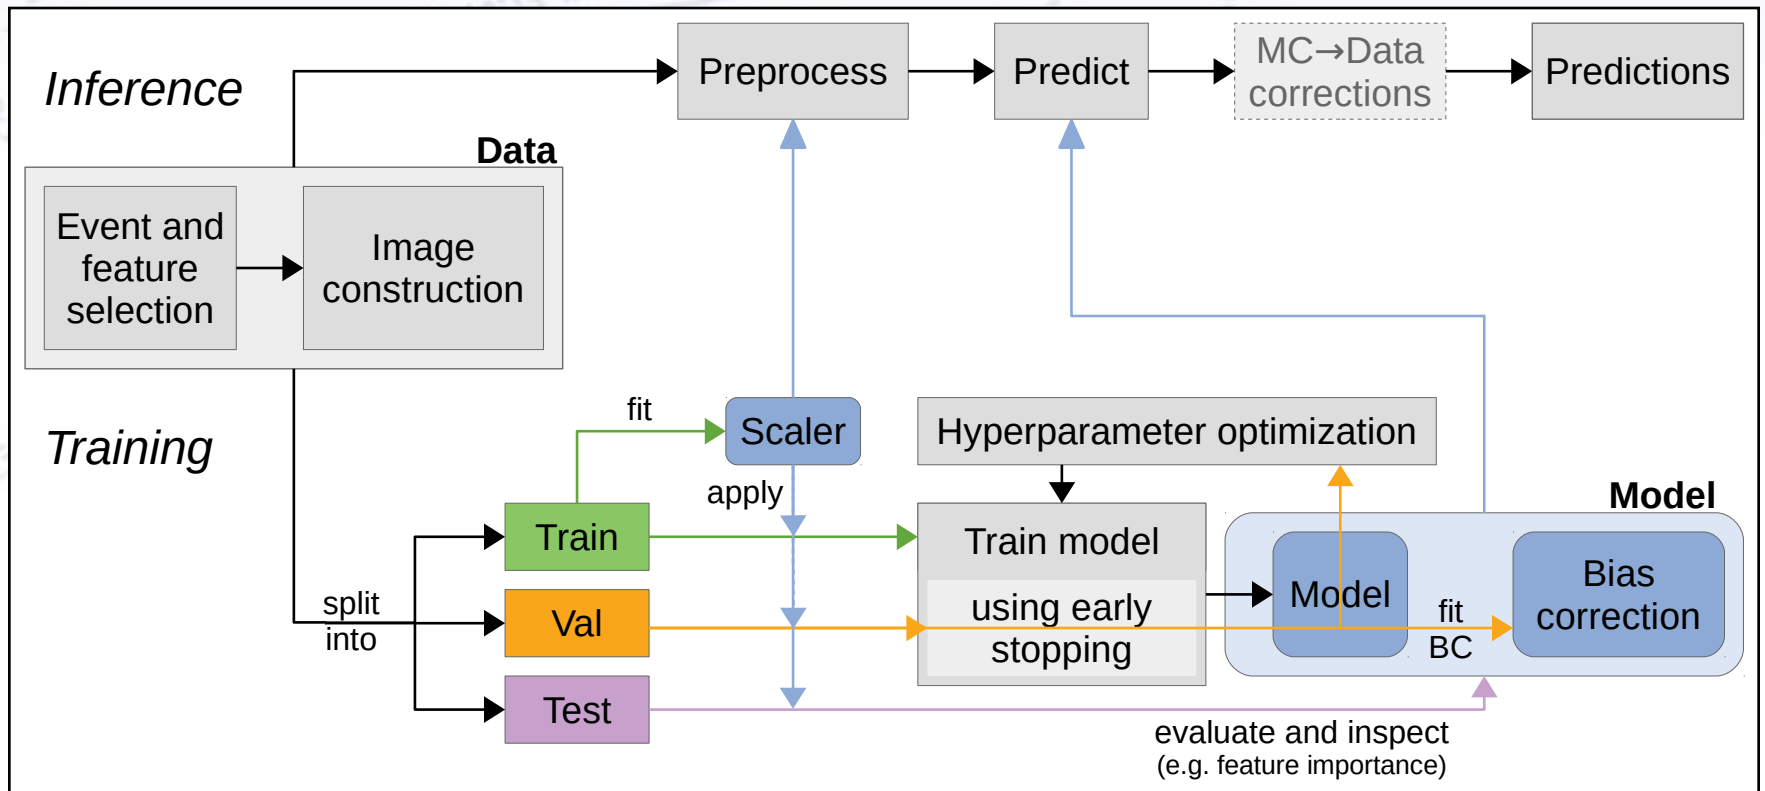 Inference
Preprocess
Predict
MC→Data
corrections
Predictions
Data
Event and
feature
selection
Image
construction
Training
fit
Scaler
apply
Hyperparameter optimization
Model
split
into
Train
Val
Test
Train model
using early
stopping
Model
fit
BC
Bias
correction
evaluate and inspect
(e.g. feature importance)